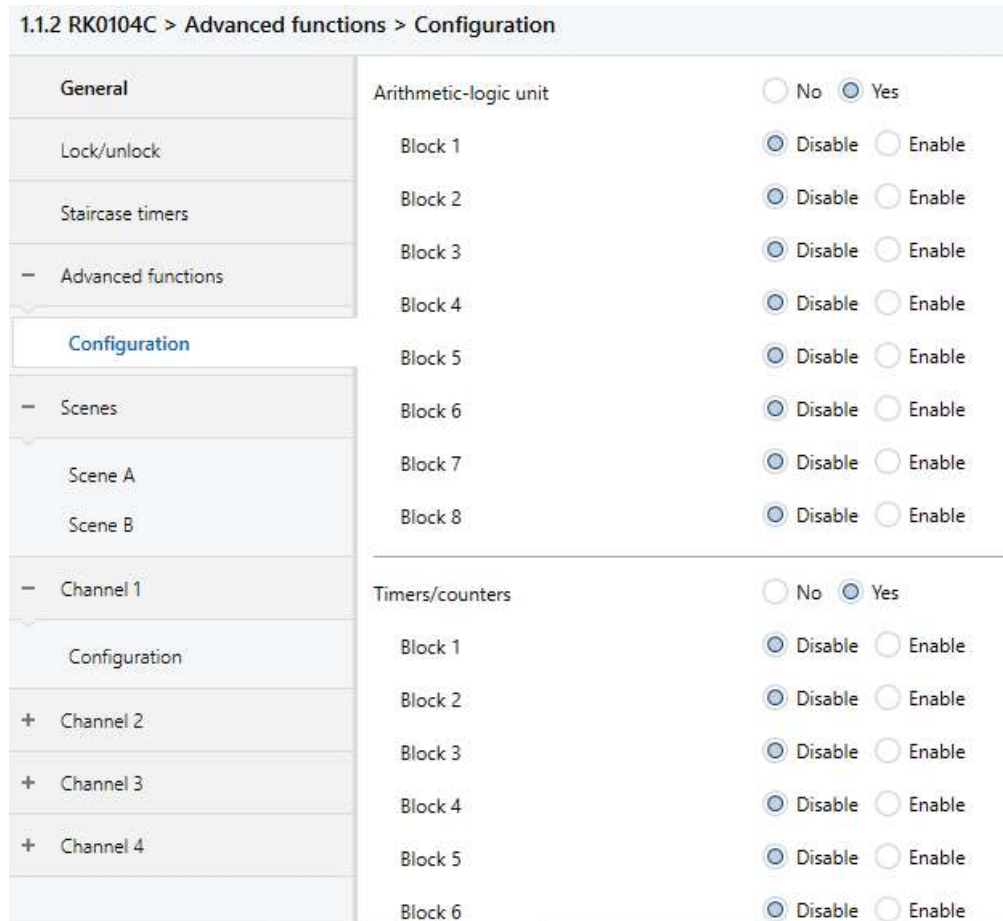 1.1.2 RK0104C > Advanced functions > Configuration
General
Lock/unlock
Staircase timers
− Advanced functions
Configuration
− Scenes
Scene A
Scene B
− Channel 1
Configuration
+ Channel 2
+ Channel 3
+ Channel 4
Arithmetic-logic unit No Yes
Block 1 Disable Enable
Block 2 Disable Enable
Block 3 Disable Enable
Block 4 Disable Enable
Block 5 Disable Enable
Block 6 Disable Enable
Block 7 Disable Enable
Block 8 Disable Enable
Timers/counters No Yes
Block 1 Disable Enable
Block 2 Disable Enable
Block 3 Disable Enable
Block 4 Disable Enable
Block 5 Disable Enable
Block 6 Disable Enable